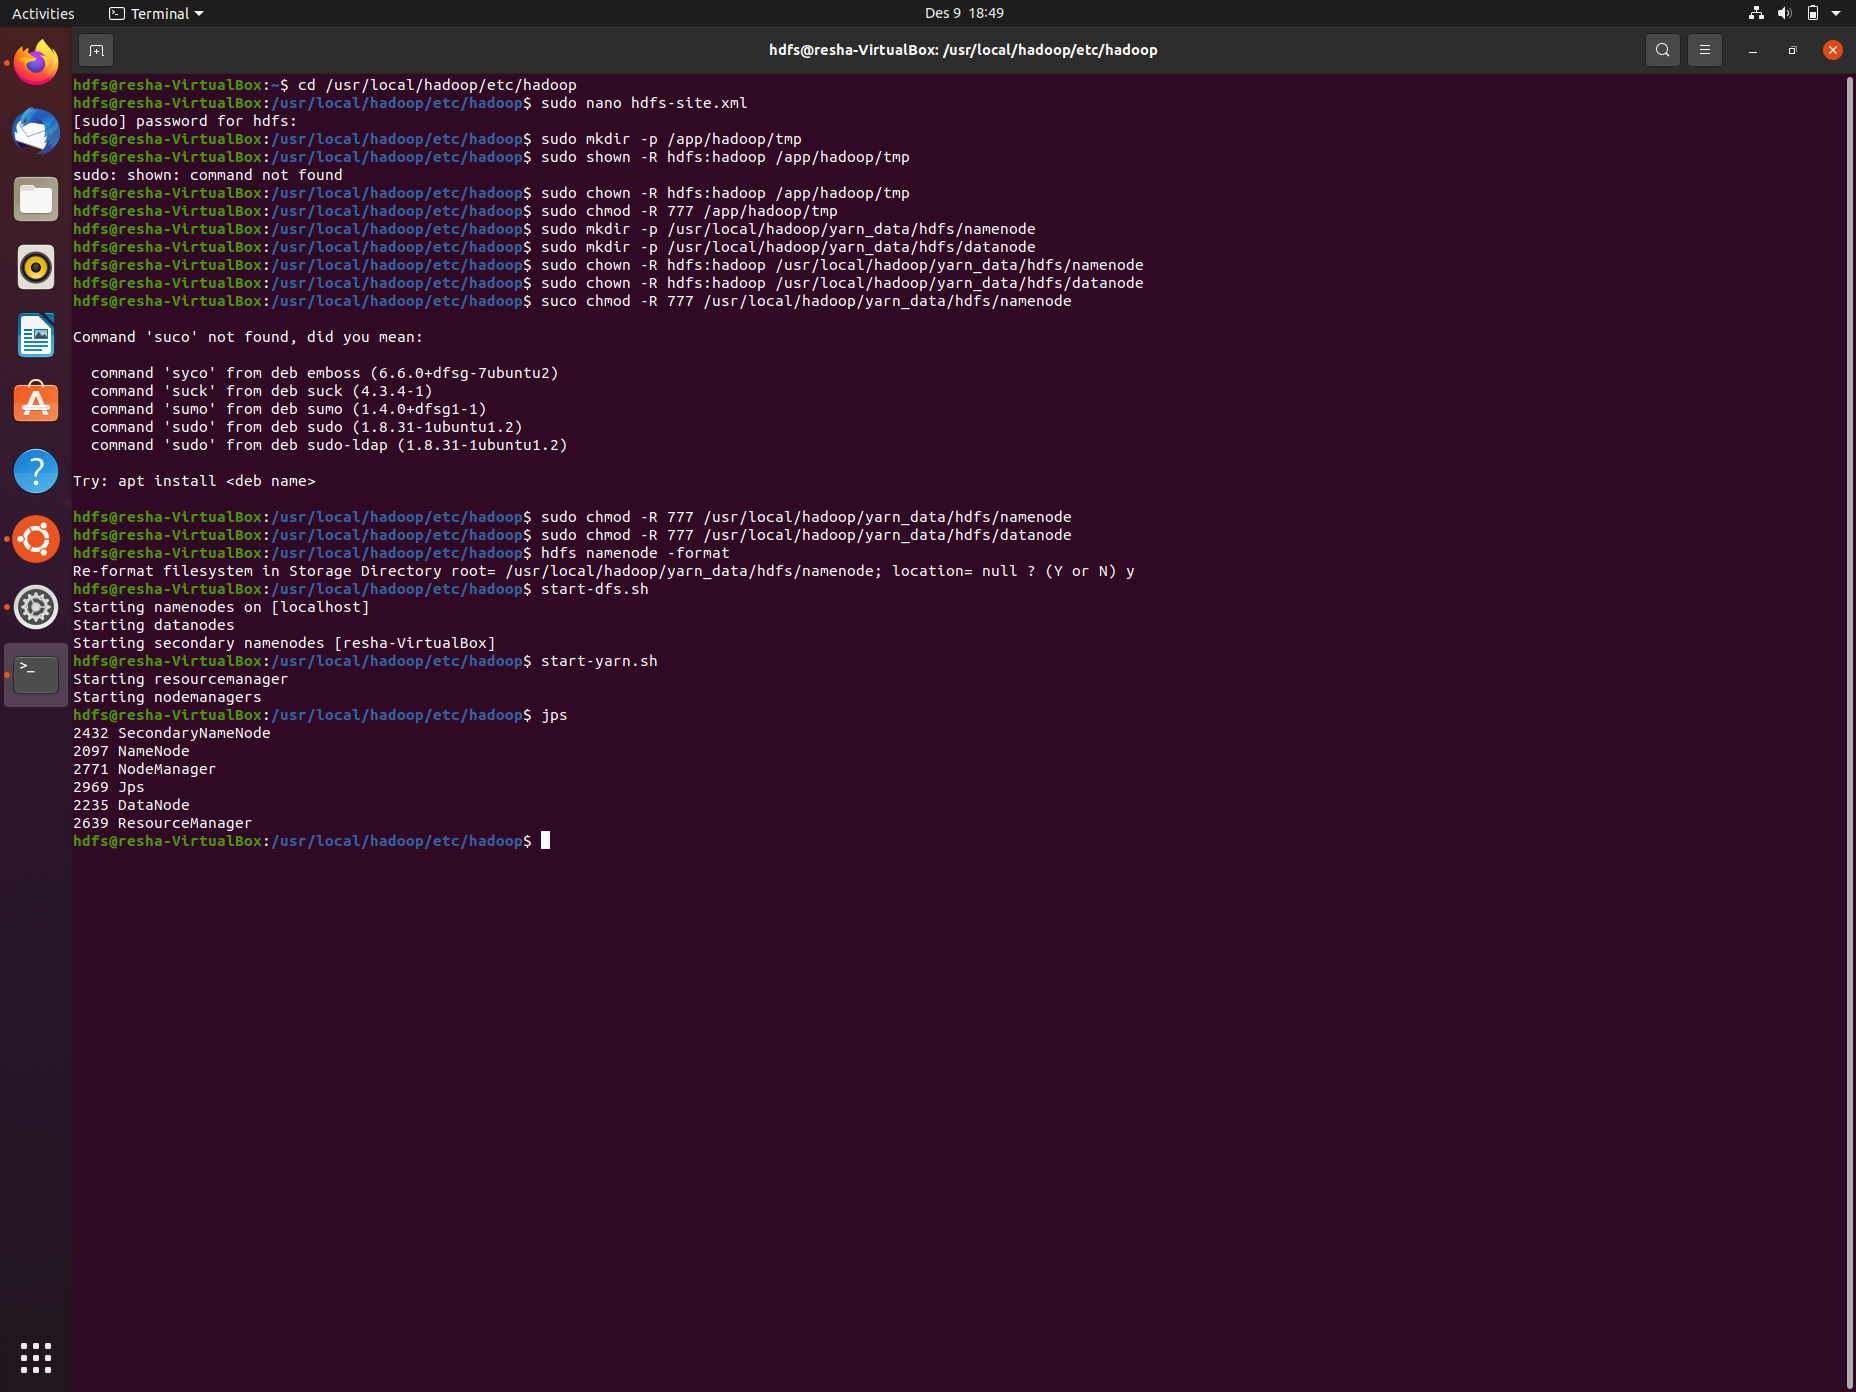 Activities
Terminal
Des 9 18:49
hdfs@resha-VirtualBox: /usr/local/hadoop/etc/hadoop
hdfs@resha-VirtualBox:~$ cd /usr/local/hadoop/etc/hadoop
hdfs@resha-VirtualBox:/usr/local/hadoop/etc/hadoop$ sudo nano hdfs-site.xml
[sudo] password for hdfs:
hdfs@resha-VirtualBox:/usr/local/hadoop/etc/hadoop$ sudo mkdir -p /app/hadoop/tmp
hdfs@resha-VirtualBox:/usr/local/hadoop/etc/hadoop$ sudo shown -R hdfs:hadoop /app/hadoop/tmp
sudo: shown: command not found
hdfs@resha-VirtualBox:/usr/local/hadoop/etc/hadoop$ sudo chown -R hdfs:hadoop /app/hadoop/tmp
hdfs@resha-VirtualBox:/usr/local/hadoop/etc/hadoop$ sudo chmod -R 777 /app/hadoop/tmp
hdfs@resha-VirtualBox:/usr/local/hadoop/etc/hadoop$ sudo mkdir -p /usr/local/hadoop/yarn_data/hdfs/namenode
hdfs@resha-VirtualBox:/usr/local/hadoop/etc/hadoop$ sudo mkdir -p /usr/local/hadoop/yarn_data/hdfs/datanode
hdfs@resha-VirtualBox:/usr/local/hadoop/etc/hadoop$ sudo chown -R hdfs:hadoop /usr/local/hadoop/yarn_data/hdfs/namenode
hdfs@resha-VirtualBox:/usr/local/hadoop/etc/hadoop$ sudo chown -R hdfs:hadoop /usr/local/hadoop/yarn_data/hdfs/datanode
hdfs@resha-VirtualBox:/usr/local/hadoop/etc/hadoop$ suco chmod -R 777 /usr/local/hadoop/yarn_data/hdfs/namenode
Command 'suco' not found, did you mean:
command 'syco' from deb emboss (6.6.0+dfsg-7ubuntu2)
command 'suck' from deb suck (4.3.4-1)
command 'sumo' from deb sumo (1.4.0+dfsg1-1)
command 'sudo' from deb sudo (1.8.31-1ubuntu1.2)
command 'sudo' from deb sudo-ldap (1.8.31-1ubuntu1.2)
Try: apt install <deb name>
hdfs@resha-VirtualBox:/usr/local/hadoop/etc/hadoop$ sudo chmod -R 777 /usr/local/hadoop/yarn_data/hdfs/namenode
hdfs@resha-VirtualBox:/usr/local/hadoop/etc/hadoop$ sudo chmod -R 777 /usr/local/hadoop/yarn_data/hdfs/datanode
hdfs@resha-VirtualBox:/usr/local/hadoop/etc/hadoop$ hdfs namenode -format
Re-format filesystem in Storage Directory root= /usr/local/hadoop/yarn_data/hdfs/namenode; location= null ? (Y or N) y
hdfs@resha-VirtualBox:/usr/local/hadoop/etc/hadoop$ start-dfs.sh
Starting namenodes on [localhost]
Starting datanodes
Starting secondary namenodes [resha-VirtualBox]
hdfs@resha-VirtualBox:/usr/local/hadoop/etc/hadoop$ start-yarn.sh
Starting resourcemanager
Starting nodemanagers
hdfs@resha-VirtualBox:/usr/local/hadoop/etc/hadoop$ jps
2432 SecondaryNameNode
2097 NameNode
2771 NodeManager
2969 Jps
2235 DataNode
2639 ResourceManager
hdfs@resha-VirtualBox:/usr/local/hadoop/etc/hadoop$